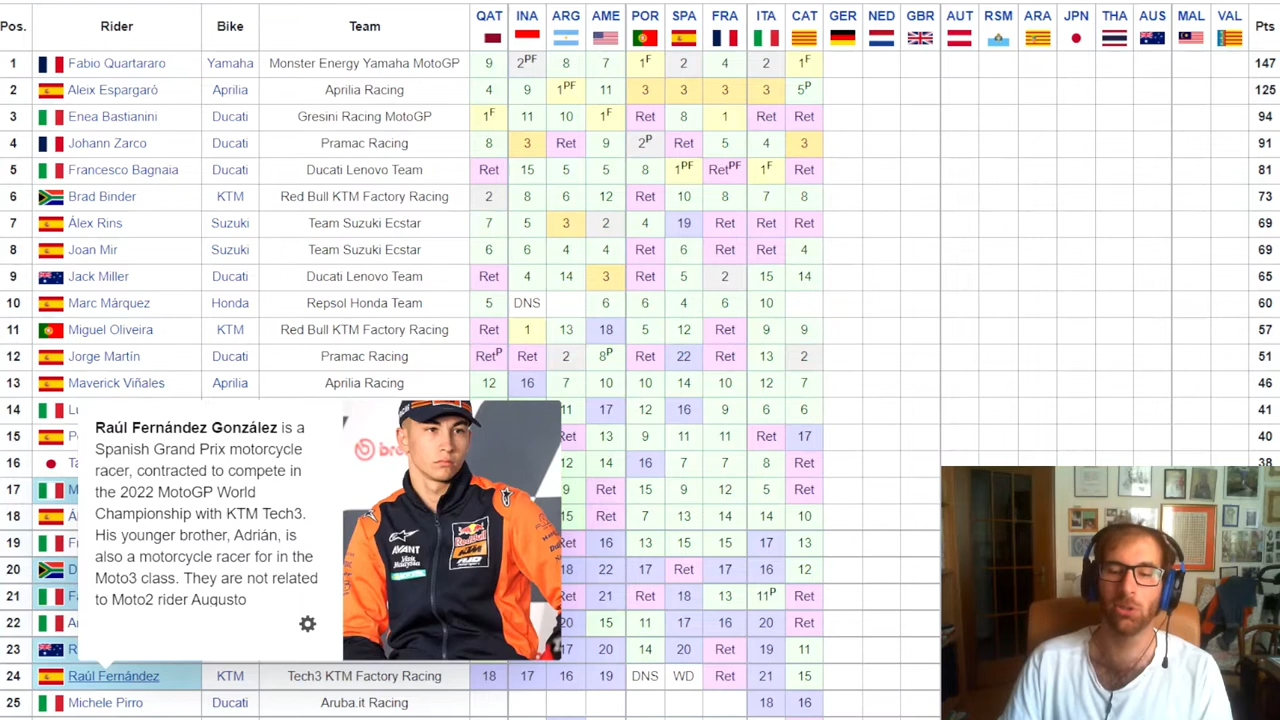 Pos. Rider Bike Team QAT INA ARG AME POR SPA FRA ITA CAT GER NED GBR AUT RSM ARA JPN THA AUS MAL VAL Pts
1 Fabio Quartararo Yamaha Monster Energy Yamaha MotoGP 9 2PF 8 7 1F 2 4 2 1F 147
2 Aleix Espargaró Aprilia Aprilia Racing 4 9 1PF 11 3 3 3 3 5P 125
3 Enea Bastianini Ducati Gresini Racing MotoGP 1F 11 10 1F Ret 8 1 Ret Ret 94
4 Johann Zarco Ducati Pramac Racing 8 3 Ret 9 2P Ret 5 4 3 91
5 Francesco Bagnaia Ducati Ducati Lenovo Team Ret 15 5 5 8 1PF RetPF 1F Ret 81
6 Brad Binder KTM Red Bull KTM Factory Racing 2 8 6 12 Ret 10 8 7 8 73
7 Álex Rins Suzuki Team Suzuki Ecstar 7 5 3 2 4 19 Ret Ret Ret 69
8 Joan Mir Suzuki Team Suzuki Ecstar 6 6 4 4 Ret 6 Ret Ret 4 69
9 Jack Miller Ducati Ducati Lenovo Team Ret 4 14 3 Ret 5 2 15 14 65
10 Marc Márquez Honda Repsol Honda Team 5 DNS 6 6 4 6 10 60
11 Miguel Oliveira KTM Red Bull KTM Factory Racing Ret 1 13 18 5 12 Ret 9 9 57
12 Jorge Martín Ducati Pramac Racing RetP Ret 2 8P Ret 22 Ret 13 2 51
13 Maverick Viñales Aprilia Aprilia Racing 12 16 7 10 10 14 10 12 7 46
14 11 17 12 16 9 6 6 41
15 Ret 13 9 11 11 Ret 17 40
16 12 14 16 7 7 8 Ret 38
17 9 Ret 15 9 12 5 Ret
18 15 Ret 7 13 14 14 10
19 Ret 16 13 15 15 17 13
20 18 22 17 Ret 17 16 12
21 Ret 21 Ret 18 13 11P Ret
22 20 15 11 17 16 20 Ret
23 17 20 14 20 Ret 19 11
24 Raúl Fernández KTM Tech3 KTM Factory Racing 18 17 16 19 DNS WD Ret 21 15
25 Michele Pirro Ducati Aruba.it Racing 18 16
Raúl Fernández González is a
Spanish Grand Prix motorcycle
racer, contracted to compete in
the 2022 MotoGP World
Championship with KTM Tech3.
His younger brother, Adrián, is
also a motorcycle racer for in the
Moto3 class. They are not related
to Moto2 rider Augusto
AVANT
KTM